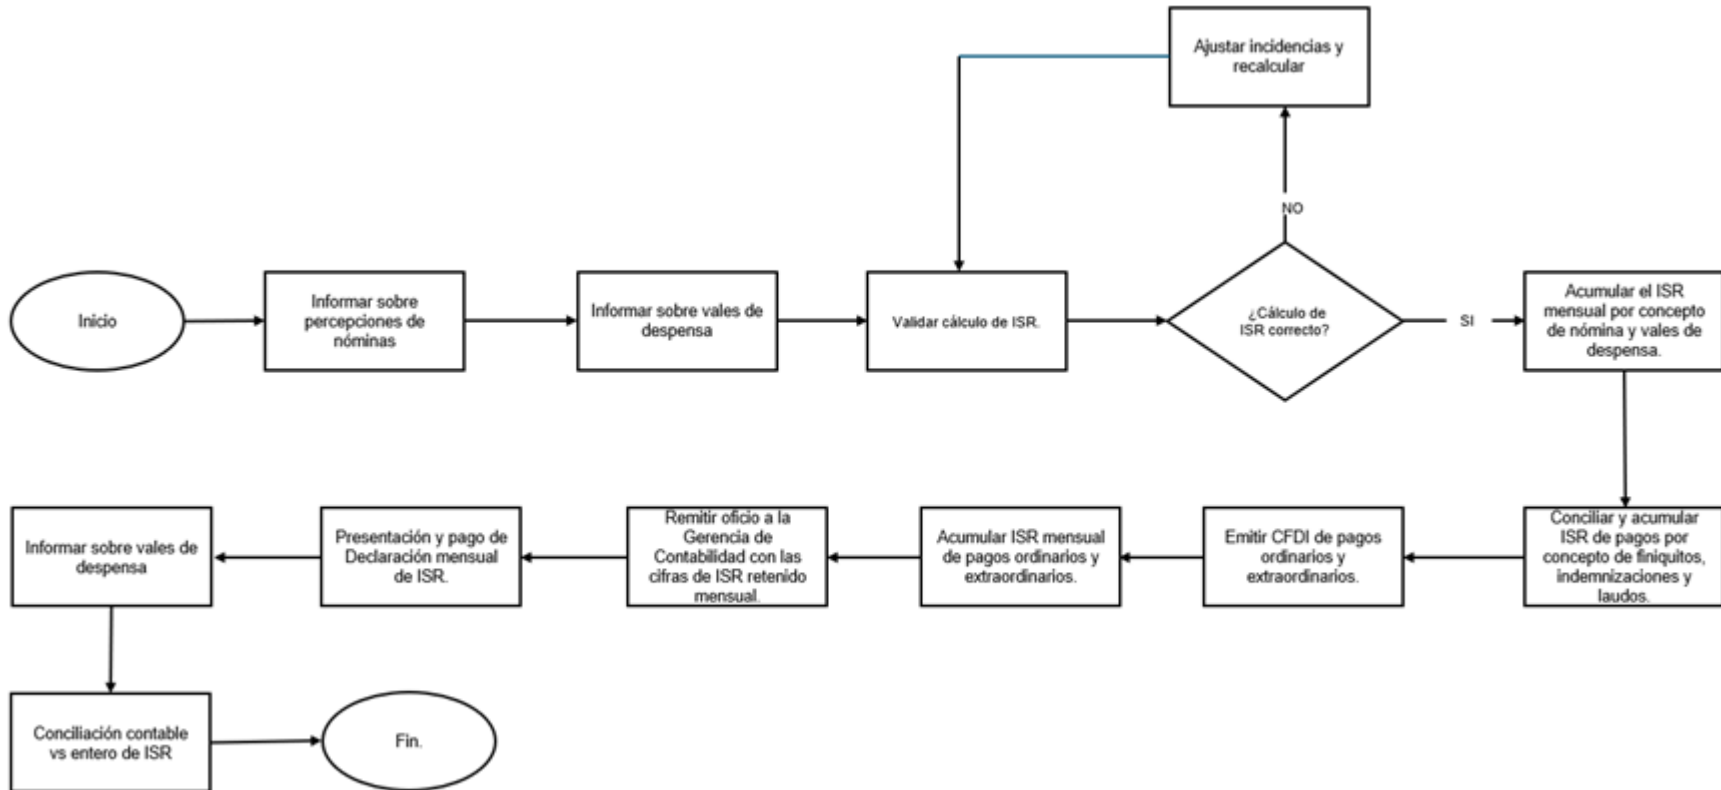 Ajustar incidencias y
recalcular
NO
Inicio
Informar sobre
percepciones de
nóminas
Informar sobre vales de
despensa
Validar cálculo de ISR.
¿Cálculo de
ISR correcto?
SI
Acumular el ISR
mensual por concepto
de nómina y vales de
despensa.
Conciliar y acumular
ISR de pagos por
concepto de finiquitos,
indemnizaciones y
laudos.
Emitir CFDI de pagos
ordinarios y
extraordinarios.
Acumular ISR mensual
de pagos ordinarios y
extraordinarios.
Remitir oficio a la
Gerencia de
Contabilidad con las
cifras de ISR retenido
mensual.
Presentación y pago de
Declaración mensual
de ISR.
Informar sobre vales de
despensa
Conciliación contable
vs entero de ISR
Fin.